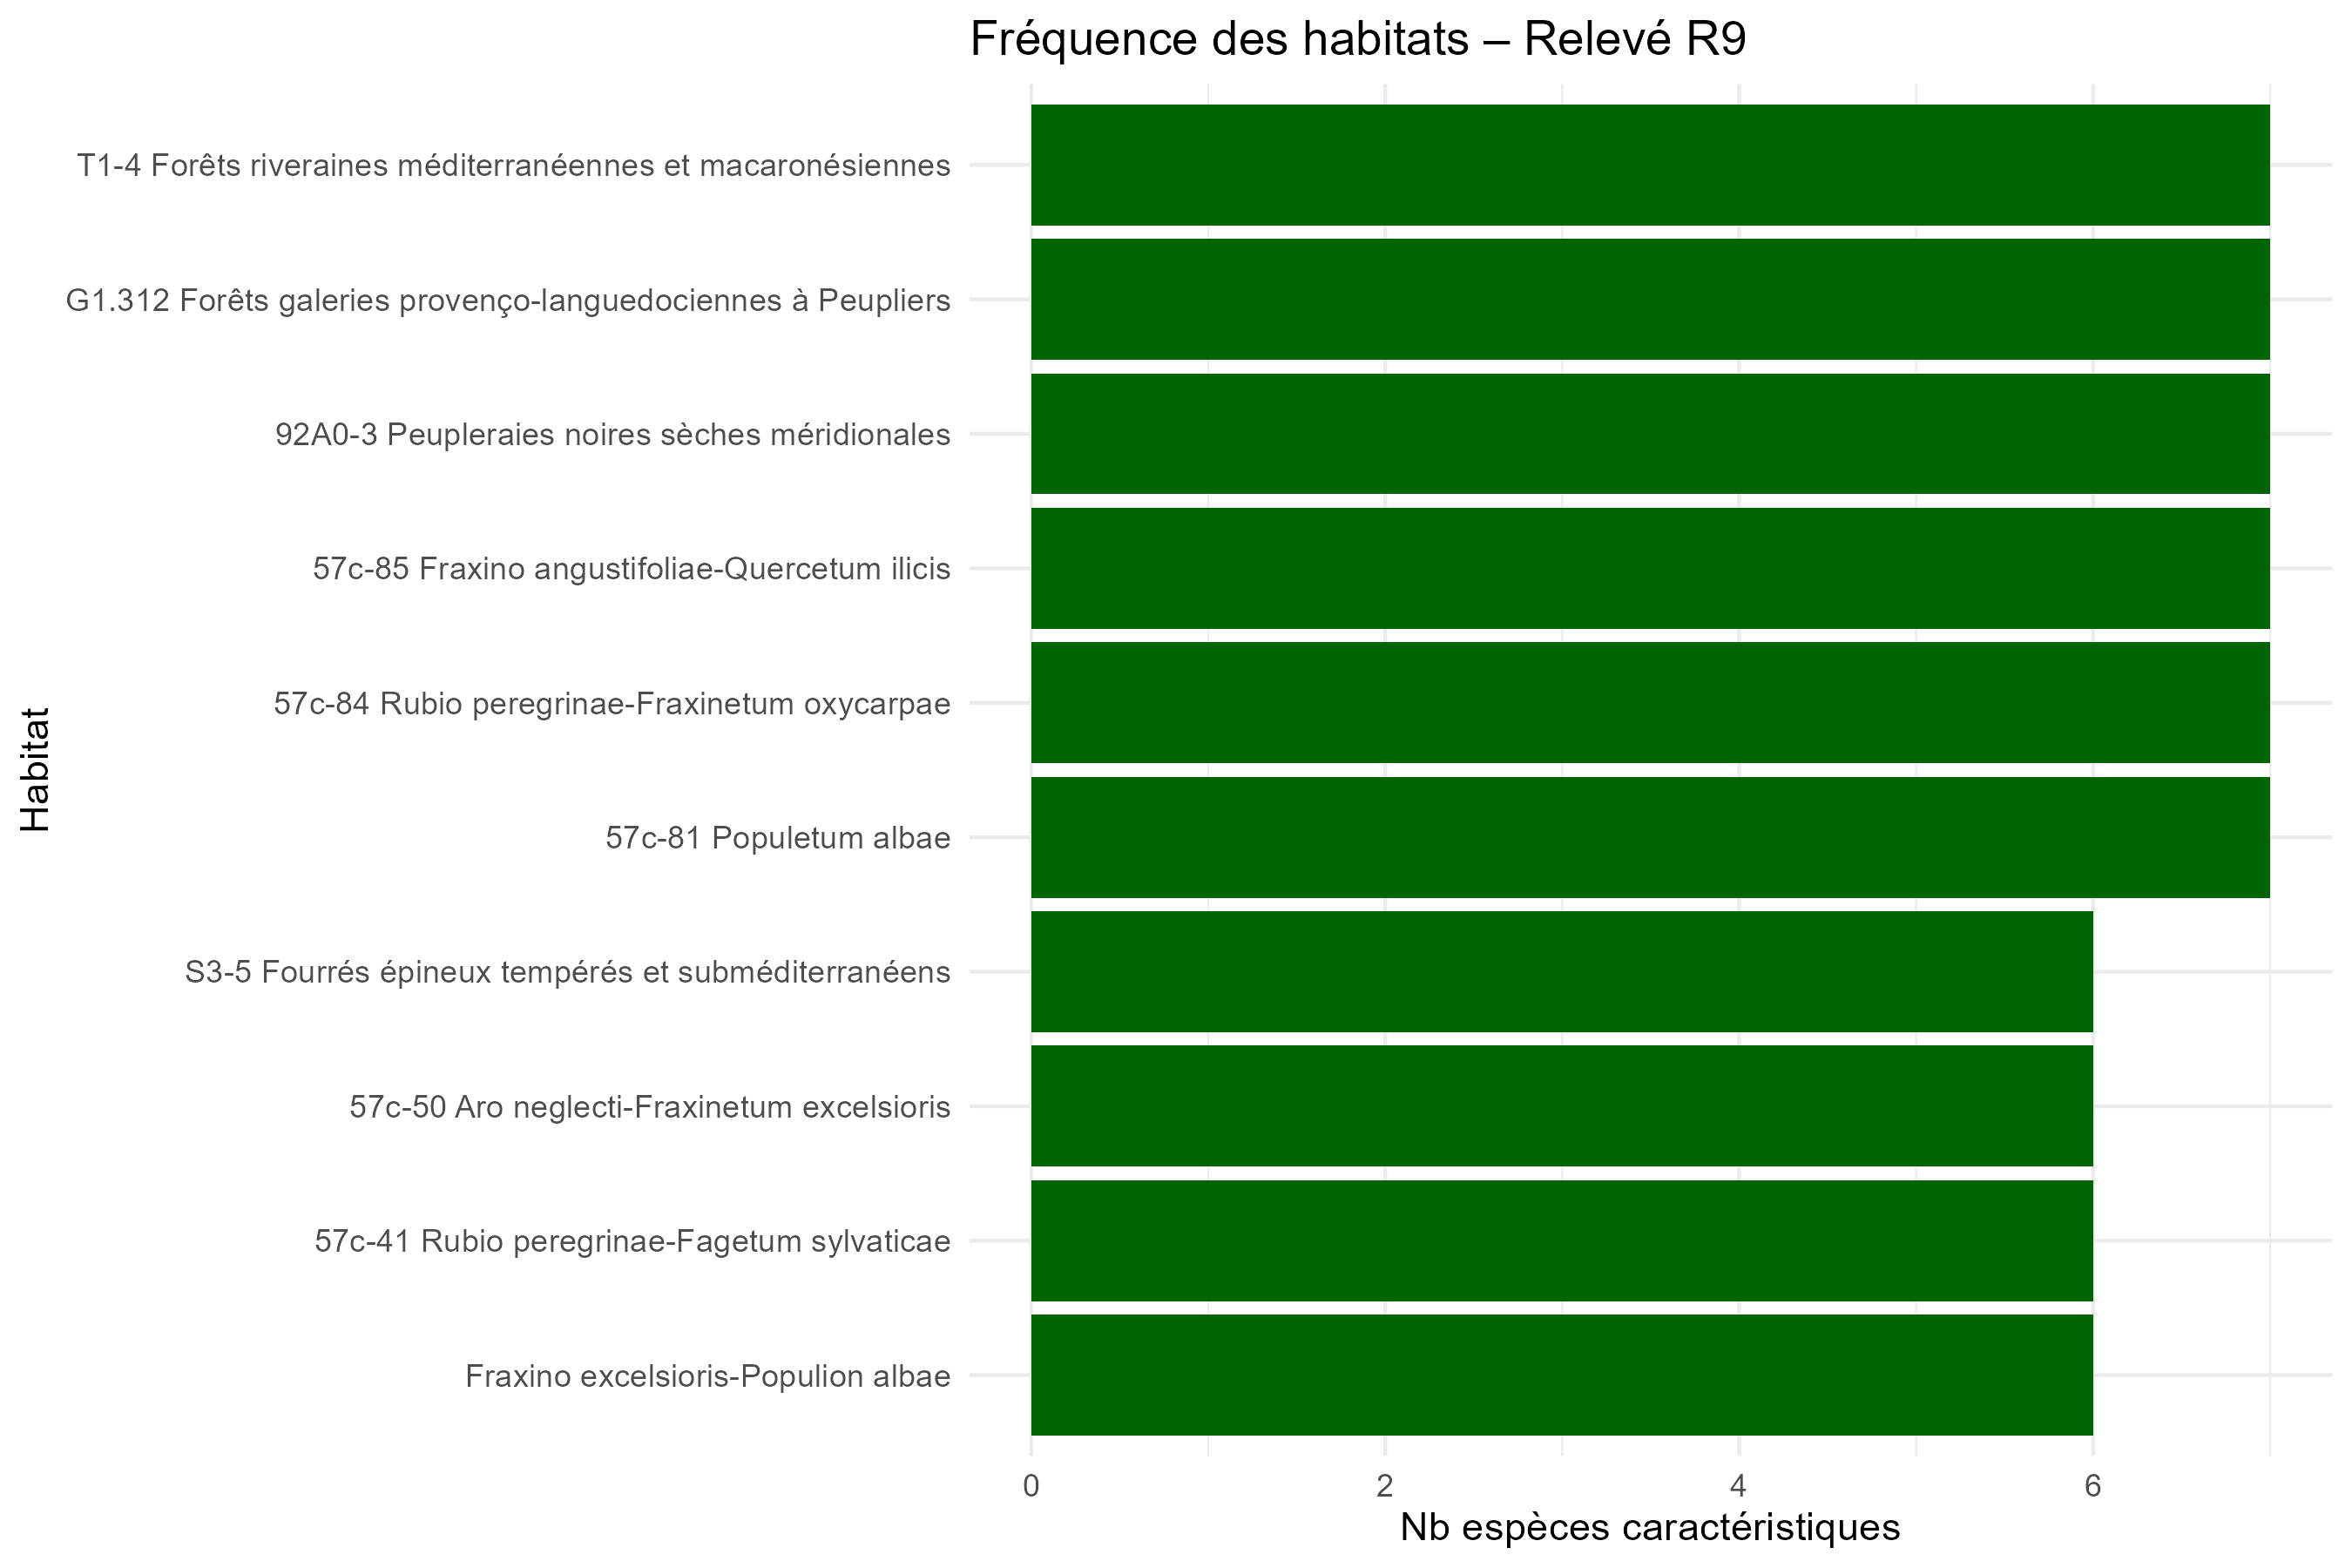 Fréquence des habitats – Relevé R9
T1-4 Forêts riveraines méditerranéennes et macaronésiennes
G1.312 Forêts galeries provenço-languedociennes à Peupliers
92A0-3 Peupleraies noires sèches méridionales
57c-85 Fraxino angustifoliae-Quercetum ilicis
57c-84 Rubio peregrinae-Fraxinetum oxycarpae
57c-81 Populetum albae
S3-5 Fourrés épineux tempérés et subméditerranéens
57c-50 Aro neglecti-Fraxinetum excelsioris
57c-41 Rubio peregrinae-Fagetum sylvaticae
Fraxino excelsioris-Populion albae
Habitat
0 2 4 6
Nb espèces caractéristiques